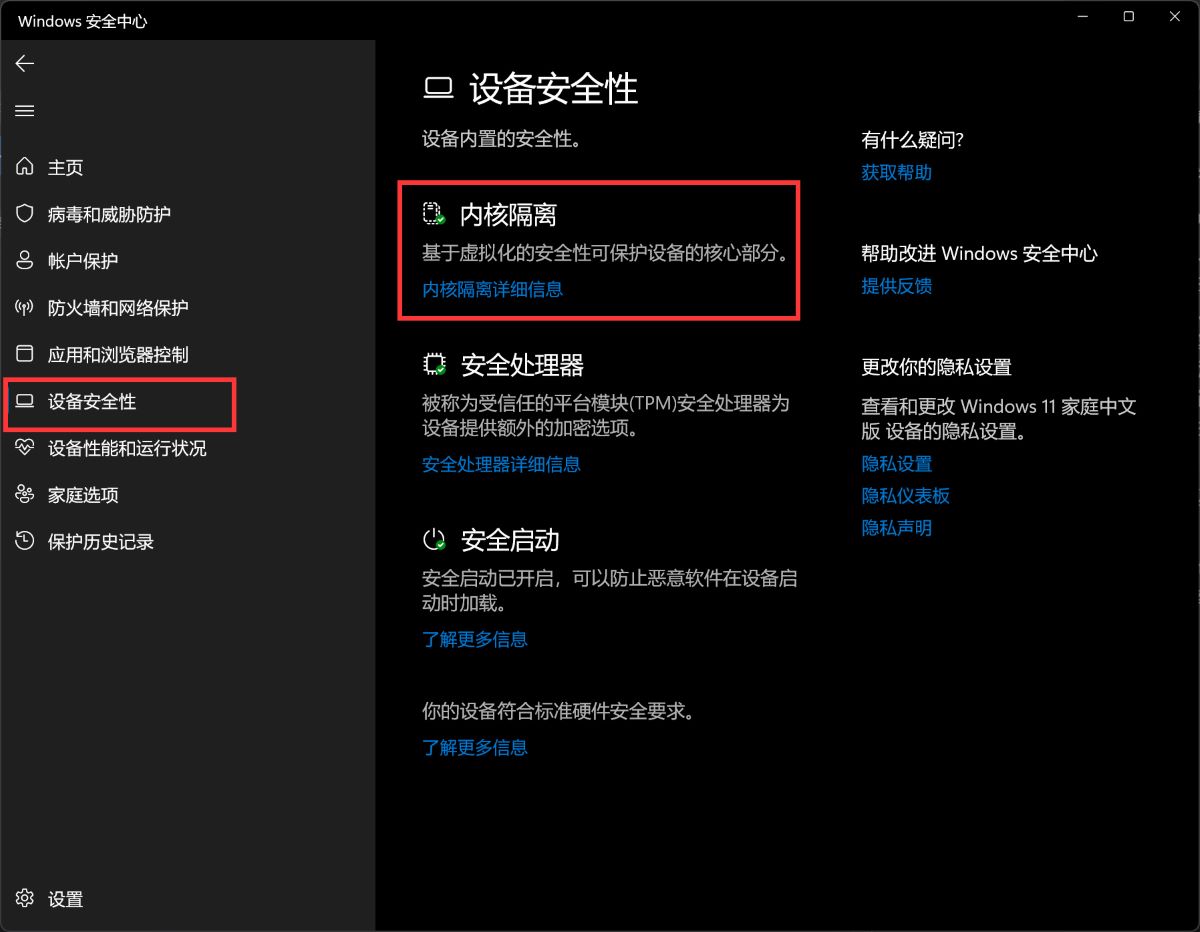 Windows 安全中心
主页
病毒和威胁防护
帐户保护
防火墙和网络保护
应用和浏览器控制
设备安全性
设备性能和运行状况
家庭选项
保护历史记录
设置
设备安全性
设备内置的安全性。
内核隔离
基于虚拟化的安全性可保护设备的核心部分。
内核隔离详细信息
安全处理器
被称为受信任的平台模块(TPM)安全处理器为
设备提供额外的加密选项。
安全处理器详细信息
安全启动
安全启动已开启，可以防止恶意软件在设备启
动时加载。
了解更多信息
你的设备符合标准硬件安全要求。
了解更多信息
有什么疑问?
获取帮助
帮助改进 Windows 安全中心
提供反馈
更改你的隐私设置
查看和更改 Windows 11 家庭中文
版 设备的隐私设置。
隐私设置
隐私仪表板
隐私声明